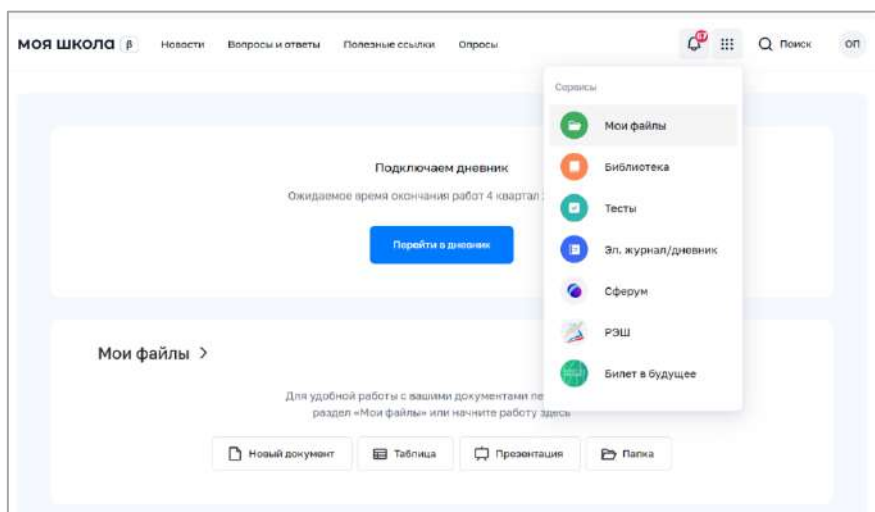 моя школа β Новости Вопросы и ответы Полезные ссылки Опросы Поиск ОП
Сервисы
Мои файлы
Библиотека
Тесты
Эл. журнал/дневник
Сферум
РЭШ
Билет в будущее
Подключаем дневник
Ожидаемое время окончания работ 4 квартал
Перейти в дневник
Мои файлы >
Для удобной работы с вашими документами
раздел «Мои файлы» или начните работу здесь
Новый документ Таблица Презентация Папка